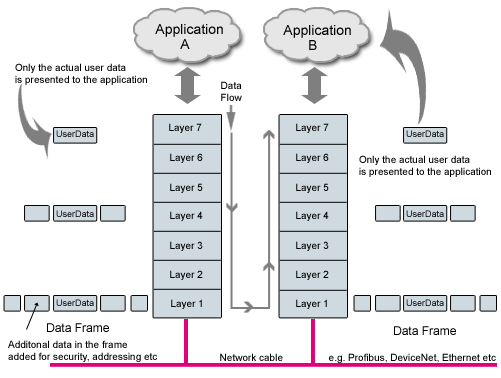 Application
A
Application
B
Only the actual user data
is presented to the application
Data
Flow
UserData
Layer 7
Layer 7
UserData
Layer 6
Layer 6
Only the actual user data
is presented to the application
Layer 5
Layer 5
UserData
Layer 4
Layer 4
UserData
Layer 3
Layer 3
Layer 2
Layer 2
UserData
Layer 1
Layer 1
UserData
Data Frame
Data Frame
Additonal data in the frame
added for security, addressing etc
Network cable
e.g. Profibus, DeviceNet, Ethernet etc